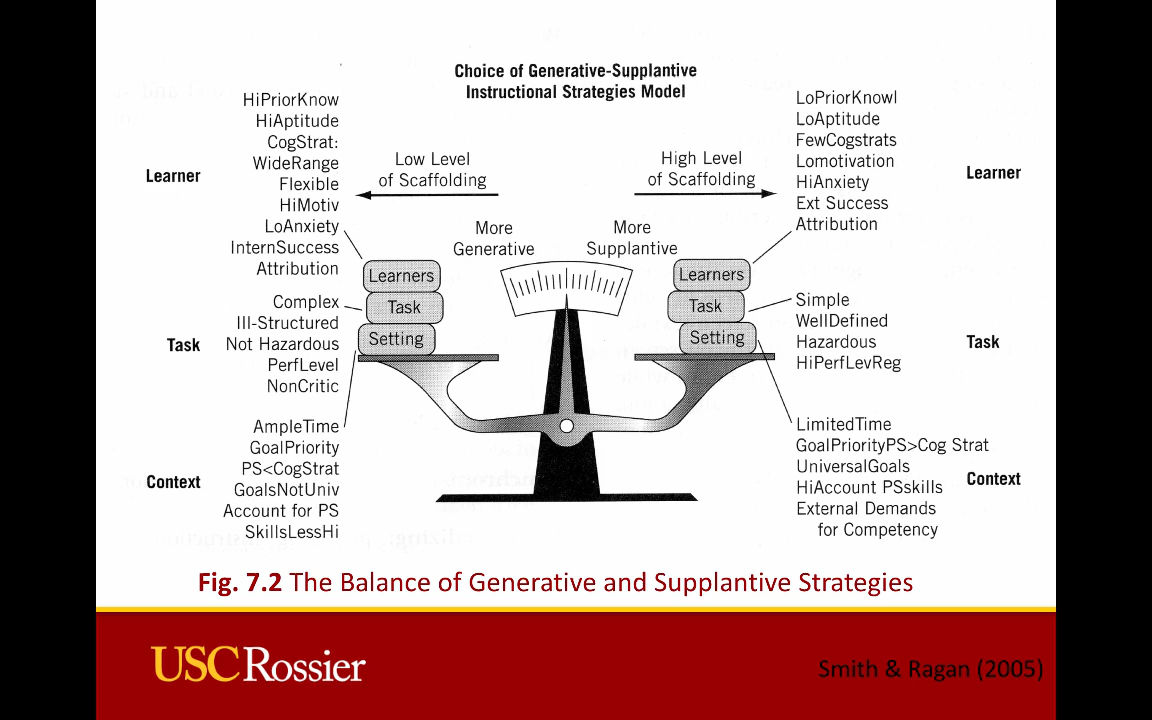 Choice of Generative-Supplantive
Instructional Strategies Model
Learner
HiPriorKnow
HiAptitude
CogStrat:
WideRange
Flexible
HiMotiv
LoAnxiety
InternSuccess
Attribution
Low Level
of Scaffolding
More
Generative
High Level
of Scaffolding
More
Supplantive
LoPriorKnowl
LoAptitude
FewCogstrats
Lomotivation
HiAnxiety
Ext Success
Attribution
Learner
Learners
Task
Setting
Learners
Task
Setting
Task
Complex
Ill-Structured
Not Hazardous
PerfLevel
NonCritic
Simple
WellDefined
Hazardous
HiPerfLevReg
Task
Context
AmpleTime
GoalPriority
PS<CogStrat
GoalsNotUniv
Account for PS
SkillsLessHi
LimitedTime
GoalPriorityPS>Cog Strat
UniversalGoals
HiAccount PSskills
External Demands
for Competency
Context
Fig. 7.2 The Balance of Generative and Supplantive Strategies
USC Rossier
Smith & Ragan (2005)